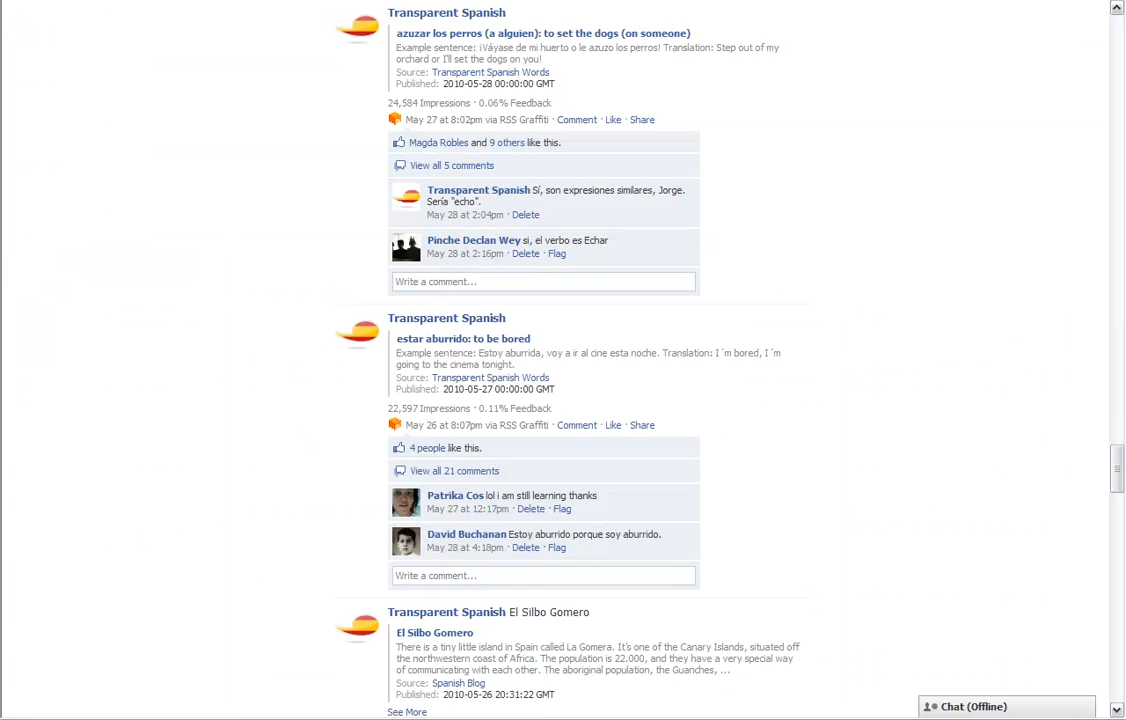 Transparent Spanish
azuzar los perros (a alguien): to set the dogs (on someone)
Example sentence: ¡Váyase de mi huerto o le azuzo los perros! Translation: Step out of my
orchard or I'll set the dogs on you!
Source: Transparent Spanish Words
Published: 2010-05-28 00:00:00 GMT
24,584 Impressions · 0.06% Feedback
May 27 at 8:02pm via RSS Graffiti · Comment · Like · Share
Magda Robles and 9 others like this.
View all 5 comments
Transparent Spanish Sí, son expresiones similares, Jorge.
Sería "echo".
May 28 at 2:04pm · Delete
Pinche Declan Wey si, el verbo es Echar
May 28 at 2:16pm · Delete · Flag
Write a comment...
Transparent Spanish
estar aburrido: to be bored
Example sentence: Estoy aburrida, voy a ir al cine esta noche. Translation: I´m bored, I´m
going to the cinema tonight.
Source: Transparent Spanish Words
Published: 2010-05-27 00:00:00 GMT
22,597 Impressions · 0.11% Feedback
May 26 at 8:07pm via RSS Graffiti · Comment · Like · Share
4 people like this.
View all 21 comments
Patrika Cos lol i am still learning thanks
May 27 at 12:17pm · Delete · Flag
David Buchanan Estoy aburrido porque soy aburrido.
May 28 at 4:18pm · Delete · Flag
Write a comment...
Transparent Spanish El Silbo Gomero
El Silbo Gomero
There is a tiny little island in Spain called La Gomera. It's one of the Canary Islands, situated off
the northwestern coast of Africa. The population is 22.000, and they have a very special way
of communicating with each other. The aboriginal population, the Guanches, ...
Source: Spanish Blog
Published: 2010-05-26 20:31:22 GMT
See More
Chat (Offline)